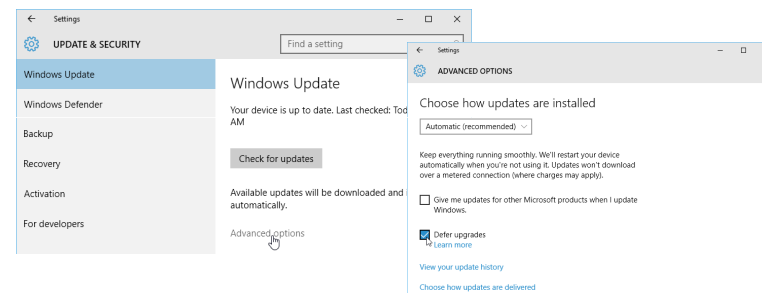 Settings
UPDATE & SECURITY
Find a setting
Windows Update
Windows Defender
Backup
Recovery
Activation
For developers
Windows Update
Your device is up to date. Last checked:
AM
Check for updates
Available updates will be downloaded and
automatically.
Advanced options
Settings
ADVANCED OPTIONS
Choose how updates are installed
Automatic (recommended)
Keep everything running smoothly. We'll restart your device
automatically when you're not using it. Updates won't download
over a metered connection (where charges may apply).
Give me updates for other Microsoft products when I update
Windows.
Defer upgrades
Learn more
View your update history
Choose how updates are delivered